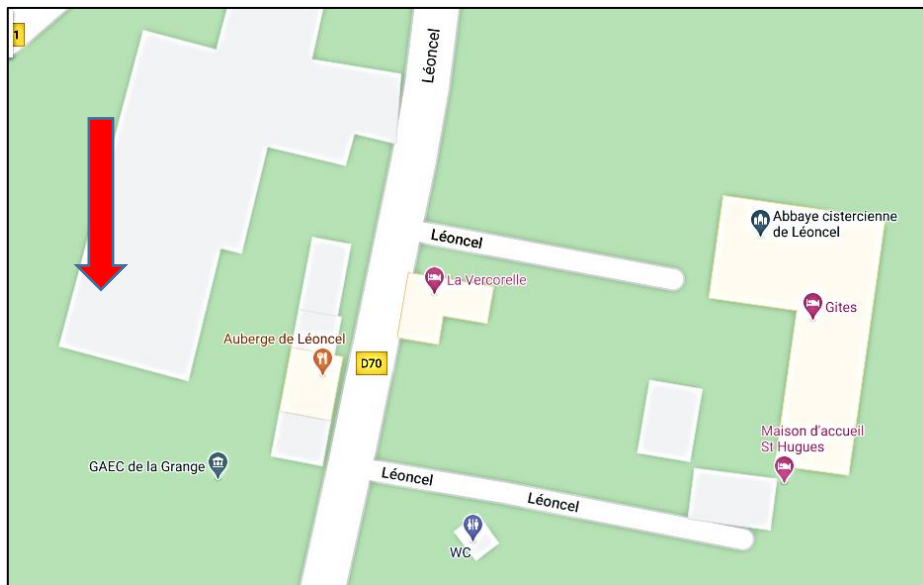 1
Léoncel
Abbaye cistercienne
de Léoncel
Léoncel
La Vercorelle
Gites
Auberge de Léoncel
D70
Maison d'accueil
St Hugues
GAEC de la Grange
Léoncel
Léoncel
WC